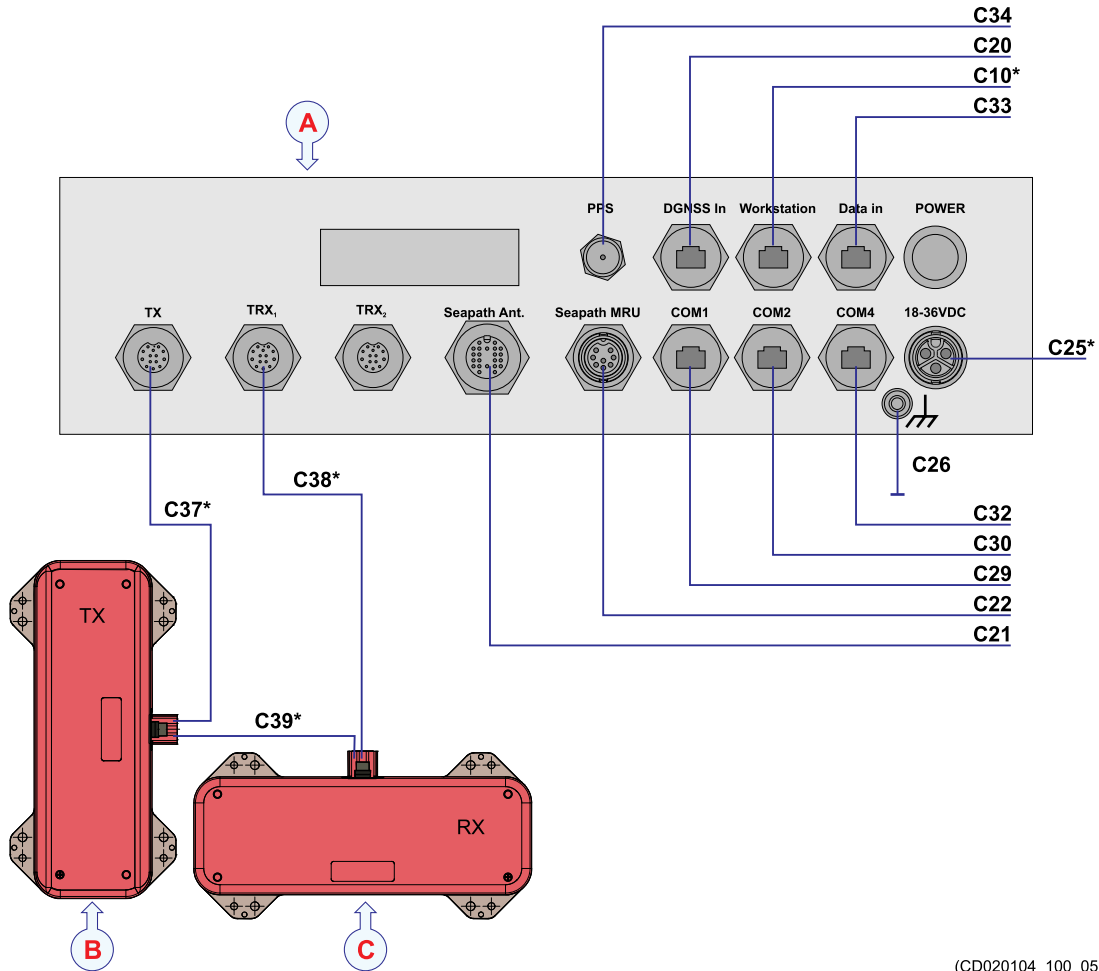 C34
C20
C10*
C33
A
PPS
DGNSS In
Workstation
Data in
POWER
TX
TRX₁
TRX₂
Seapath Ant.
Seapath MRU
COM1
COM2
COM4
18-36VDC
C25*
C26
C38*
C37*
C32
C30
C29
C22
C21
TX
C39*
RX
B
C
(CD020104_100_05